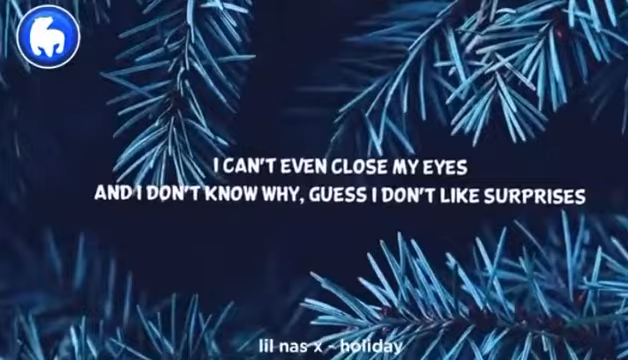 I CAN'T EVEN CLOSE MY EYES
AND I DON'T KNOW WHY, GUESS I DON'T LIKE SURPRISES
lil nas x - holiday